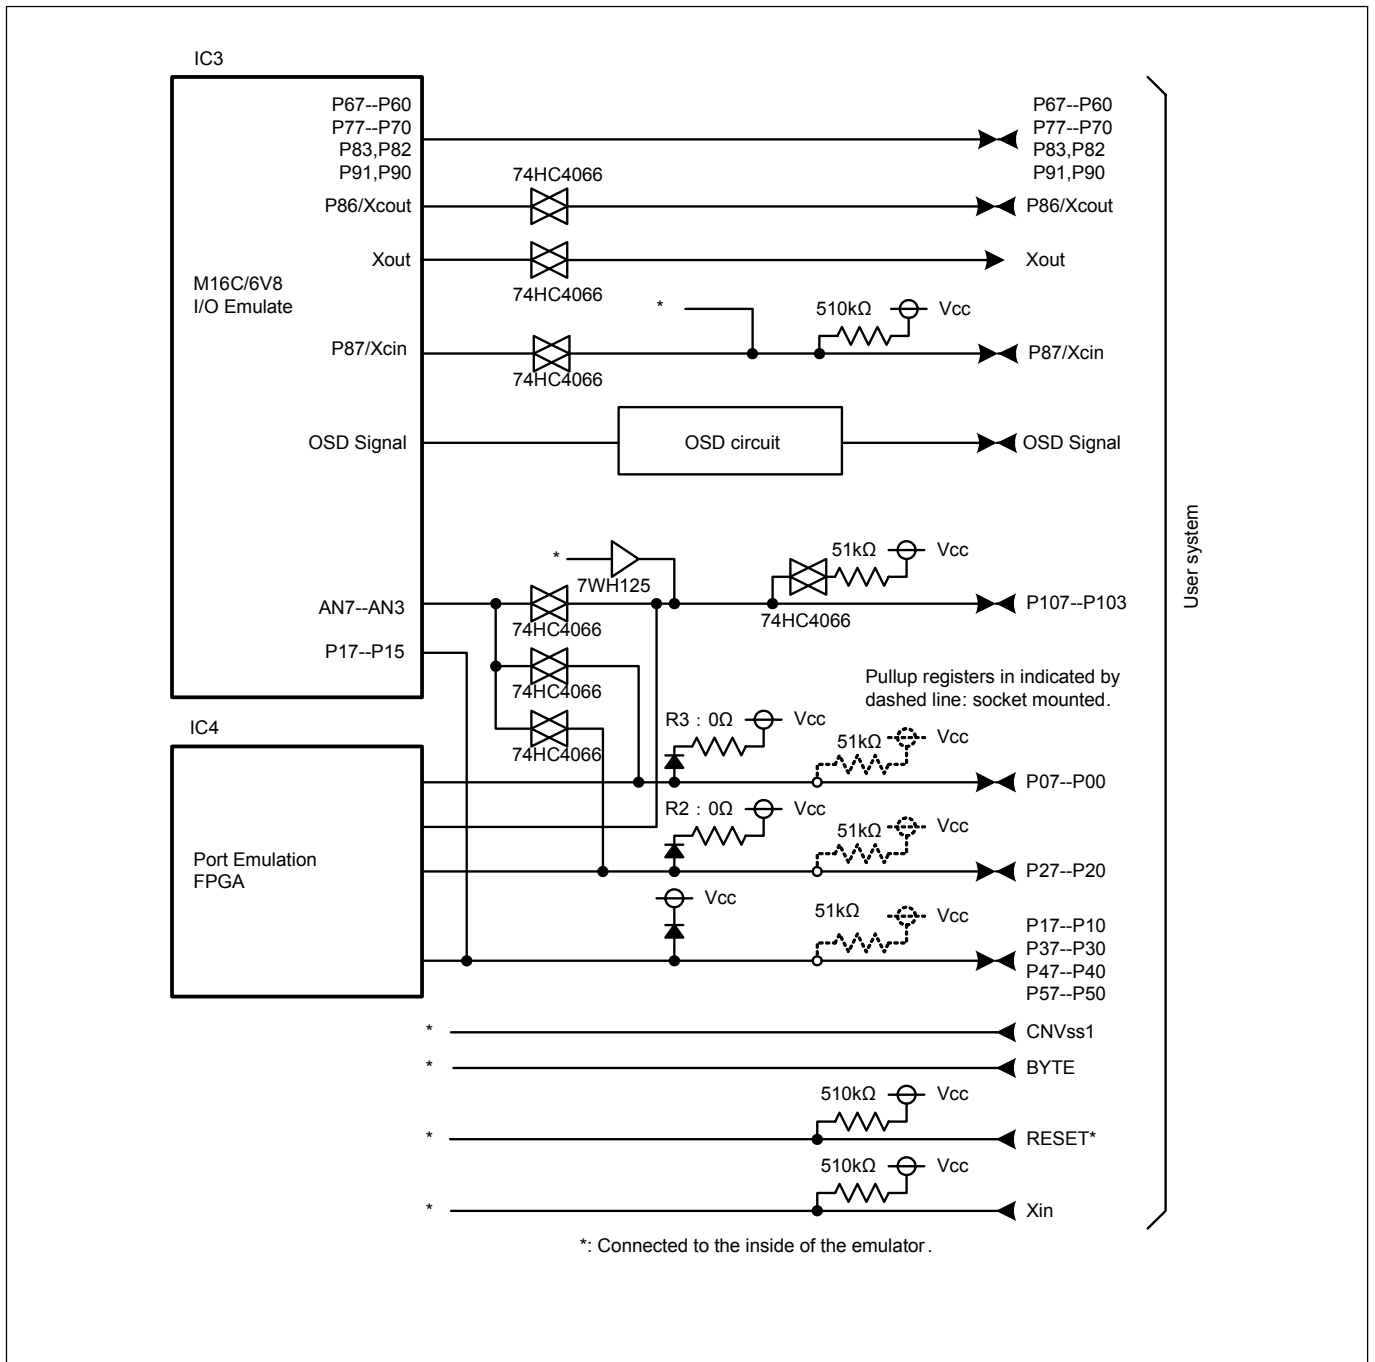 IC3
P67--P60
P77--P70
P83,P82
P91,P90
P67--P60
P77--P70
P83,P82
P91,P90
74HC4066
P86/Xcout
P86/Xcout
Xout
Xout
M16C/6V8
I/O Emulate
74HC4066
*
510kΩ
Vcc
P87/Xcin
P87/Xcin
74HC4066
OSD Signal
OSD circuit
OSD Signal
User system
*
7WH125
51kΩ
Vcc
AN7--AN3
P107--P103
74HC4066
74HC4066
P17--P15
74HC4066
Pullup registers in indicated by
dashed line: socket mounted.
IC4
R3 : 0Ω
Vcc
74HC4066
51kΩ
Vcc
P07--P00
R2 : 0Ω
Vcc
51kΩ
Vcc
Port Emulation
FPGA
P27--P20
Vcc
51kΩ
Vcc
P17--P10
P37--P30
P47--P40
P57--P50
*
CNVss1
*
BYTE
510kΩ
Vcc
*
RESET*
510kΩ
Vcc
*
Xin
*: Connected to the inside of the emulator.